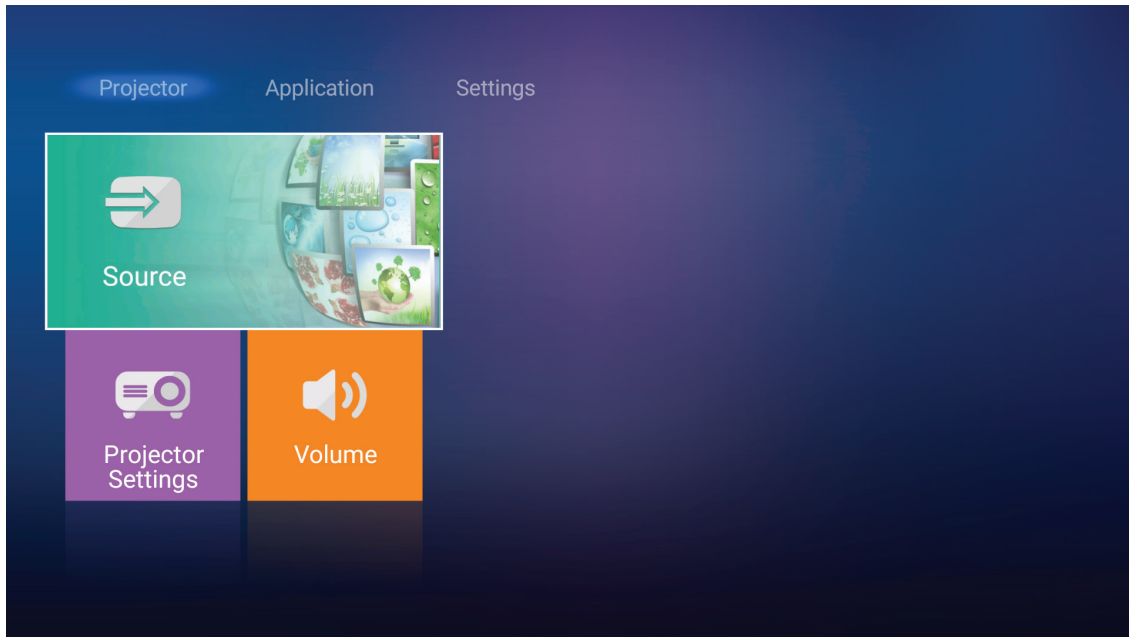 Projector
Application
Settings
Source
Projector
Settings
Volume